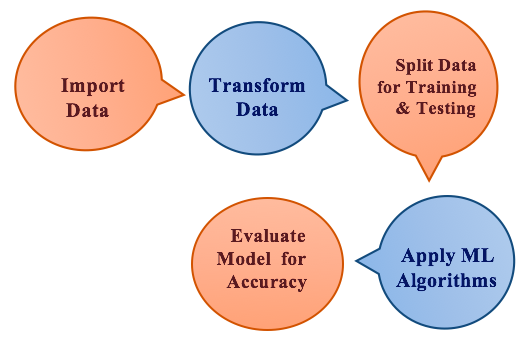 Import
Data
Transform
Data
Split Data
for Training
& Testing
Apply ML
Algorithms
Evaluate
Model for
Accuracy